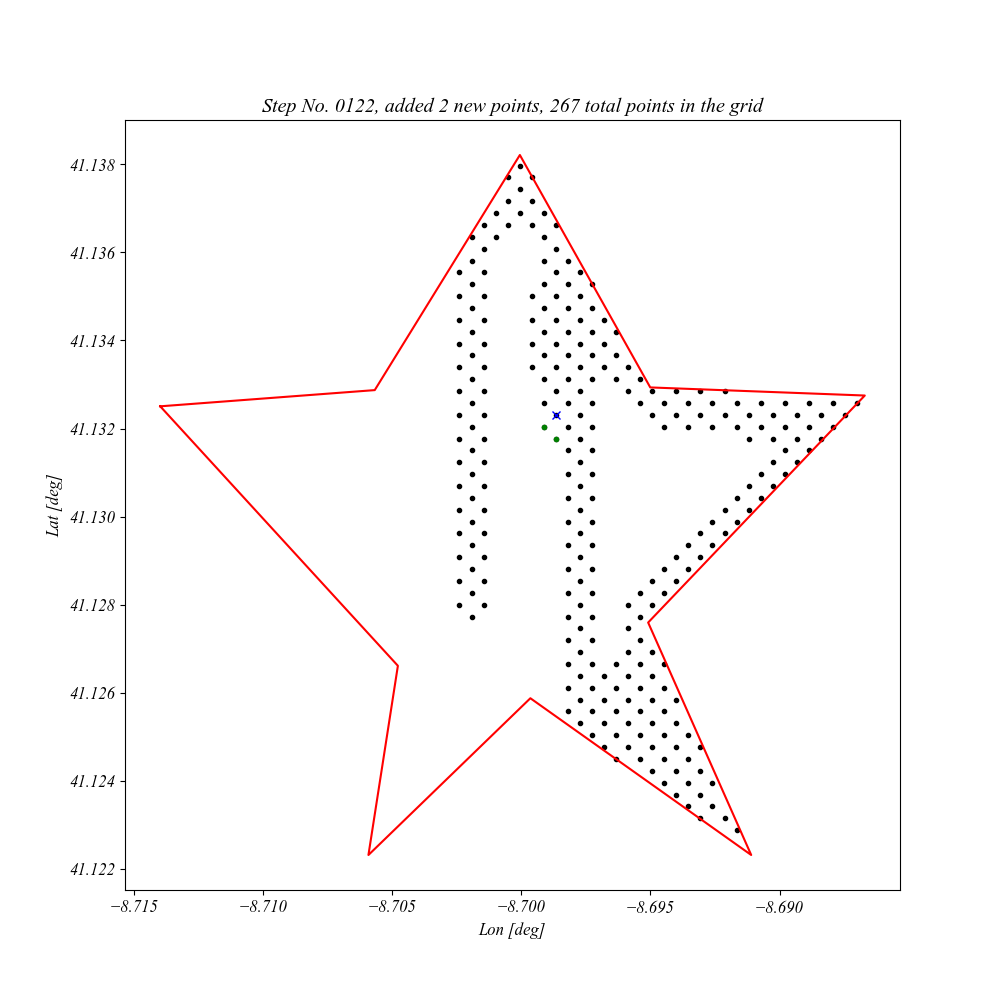 Step No. 0122, added 2 new points, 267 total points in the grid
41.138
41.136
41.134
41.132
41.130
41.128
41.126
41.124
41.122
Lat [deg]
−8.715 −8.710 −8.705 −8.700 −8.695 −8.690
Lon [deg]